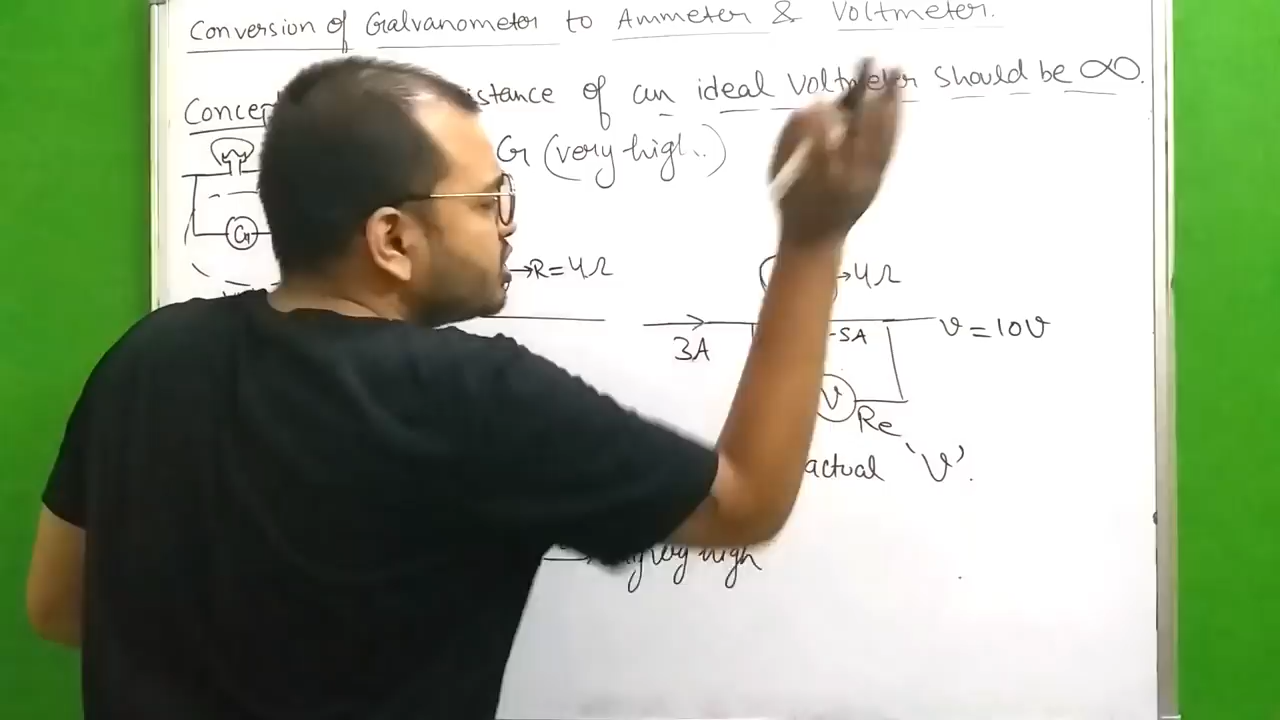 Conversion of Galvanometer to Ammeter & Voltmeter.
Concep istance of an ideal Voltmeter should be ∞.
G (very high..)
G
→R=4Ω
→4Ω
3A
-5A
V=10V
V
Re
actual 'V'.
very high